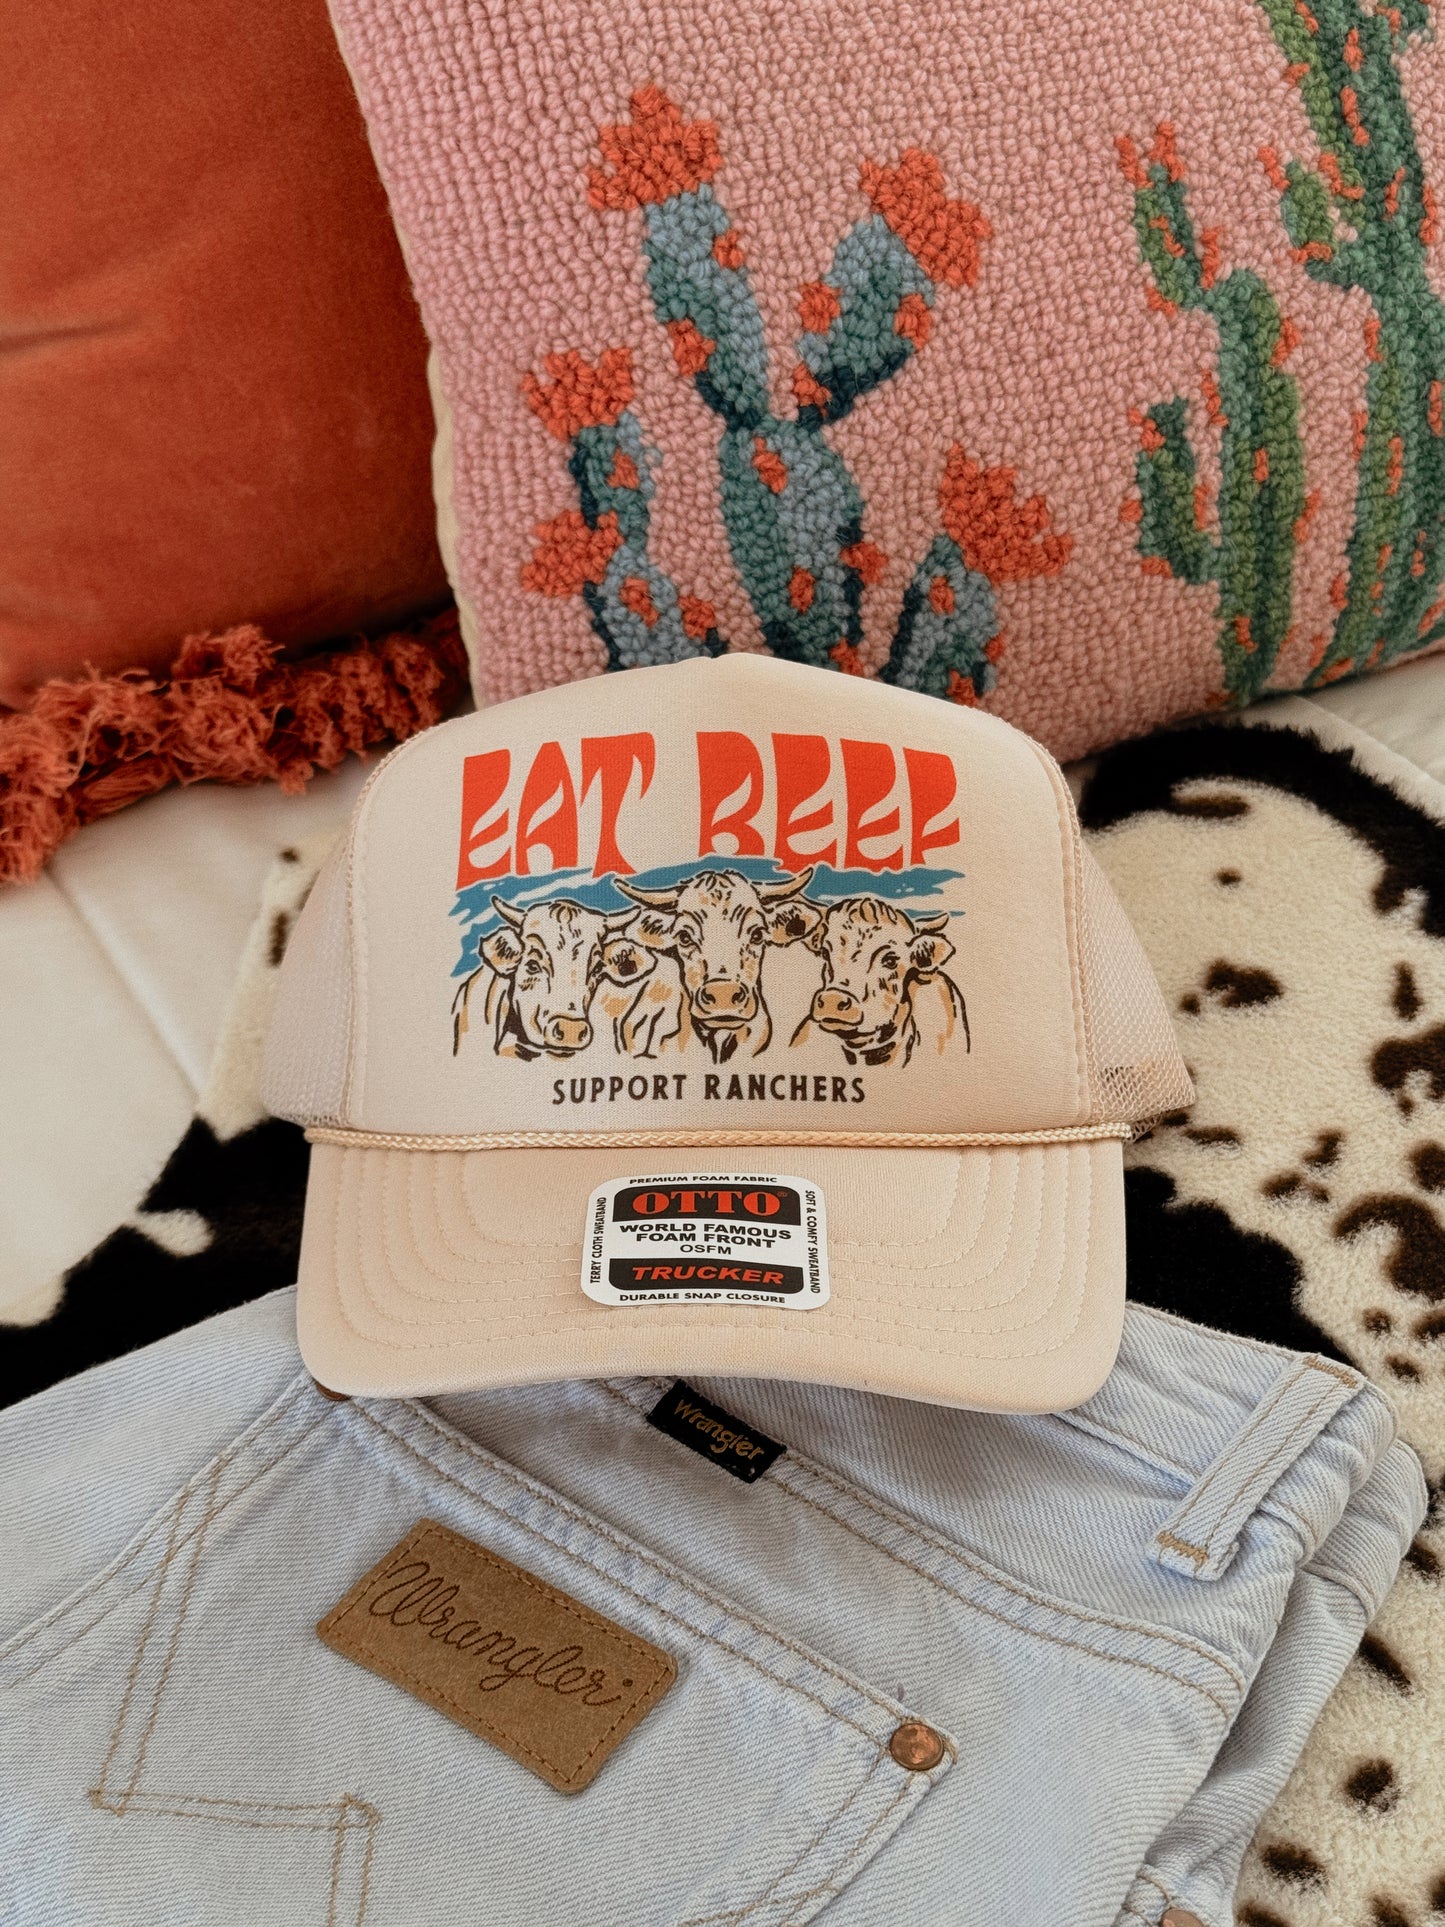 EAT BEEF
SUPPORT RANCHERS
PREMIUM FOAM FABRIC
TERRY CLOTH SWEATBAND
OTTO®
WORLD FAMOUS
FOAM FRONT
OSFM
TRUCKER
SOFT & COMFY SWEATBAND
DURABLE SNAP CLOSURE
Wrangler
Wrangler®